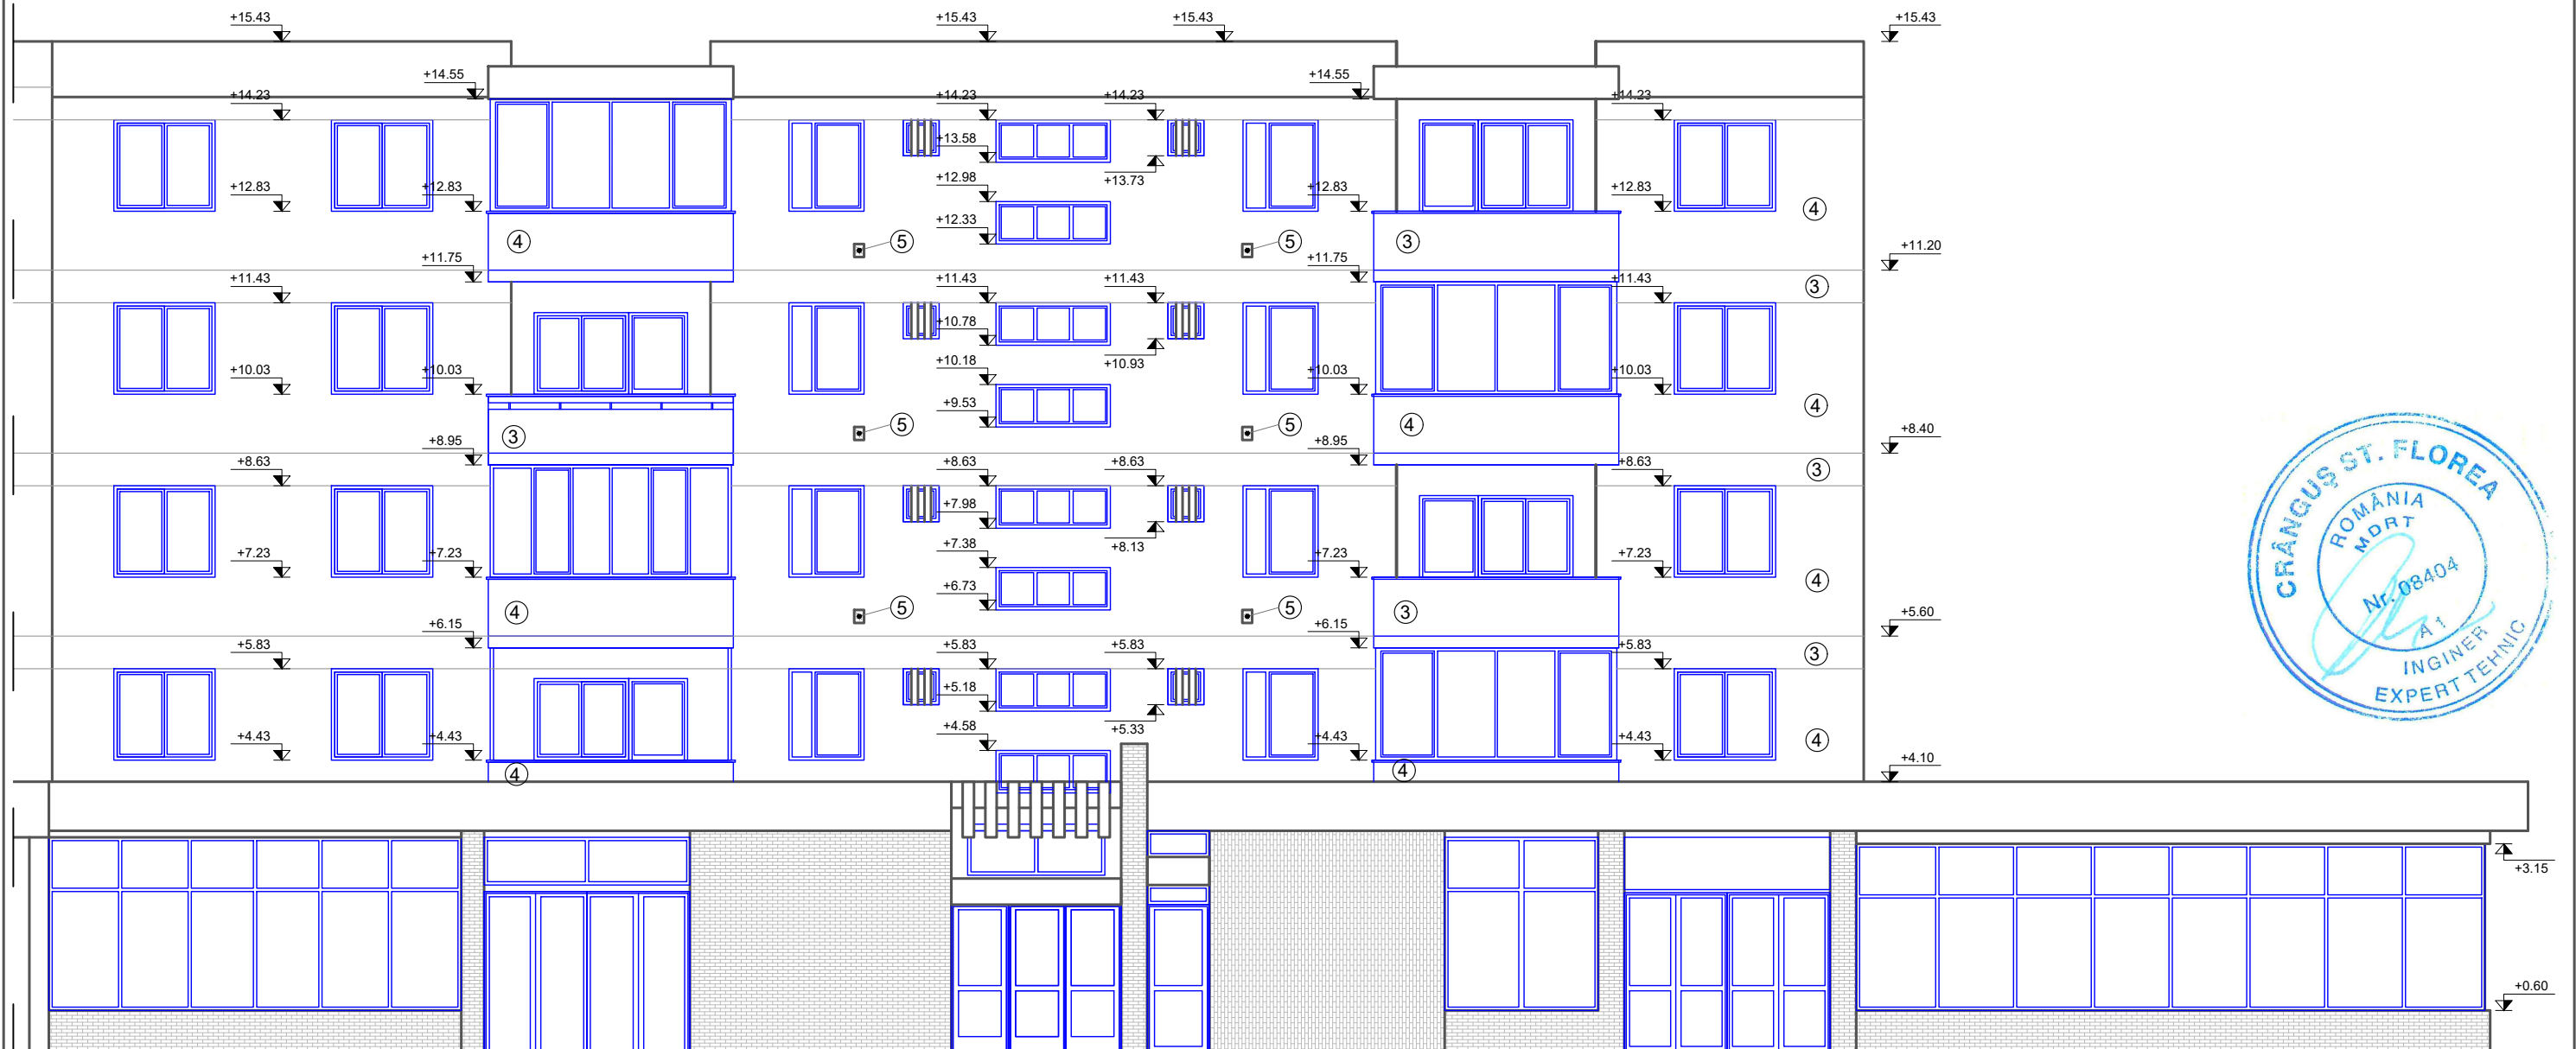 +15.43 +15.43 +15.43 +15.43
+14.55 +14.55
+14.23 +14.23 +14.23 +14.23
+13.58
+13.73
+12.83 +12.83 +12.98 +12.83 +12.83
4
+12.33
4 5 5 3
+11.75 +11.75 +11.20
+11.43 +11.43 +11.43 +11.43 3
+10.78
+10.93
+10.03 +10.03 +10.18 +10.03 +10.03
4
+9.53
3 5 5 4
+8.95 +8.95 +8.40
+8.63 +8.63 +8.63 +8.63 3
+7.98
+8.13
+7.23 +7.23 +7.38 +7.23 +7.23
4
+6.73
4 5 5 3
+6.15 +6.15 +5.60
+5.83 +5.83 +5.83 +5.83 3
+5.18
+5.33
+4.43 +4.43 +4.58 +4.43 +4.43 4
4 4 +4.10
+3.15
+0.60
CRÂNGUȘ ST. FLOREA
ROMÂNIA
MDRT
Nr. 08404
A 1
INGINER
EXPERT TEHNIC